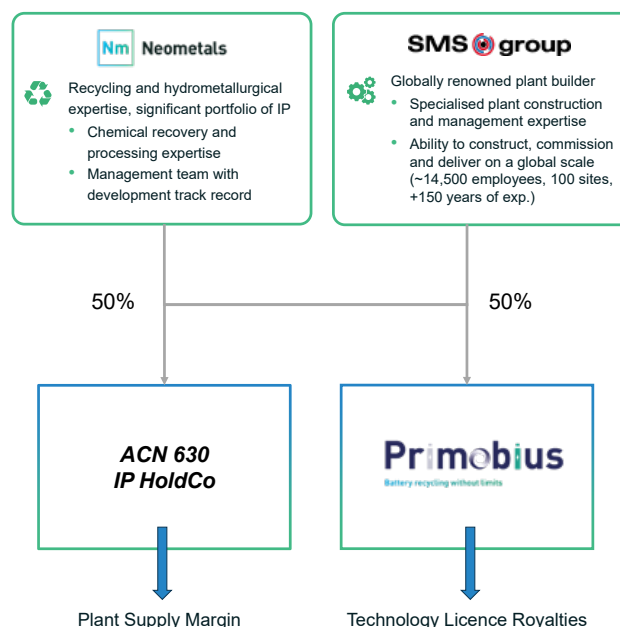 Nm Neometals
Recycling and hydrometallurgical
expertise, significant portfolio of IP
• Chemical recovery and
processing expertise
• Management team with
development track record
SMS group
Globally renowned plant builder
• Specialised plant construction
and management expertise
• Ability to construct, commission
and deliver on a global scale
(~14,500 employees, 100 sites,
+150 years of exp.)
50%
50%
ACN 630
IP HoldCo
Primobius
Battery recycling without limits
Plant Supply Margin
Technology Licence Royalties